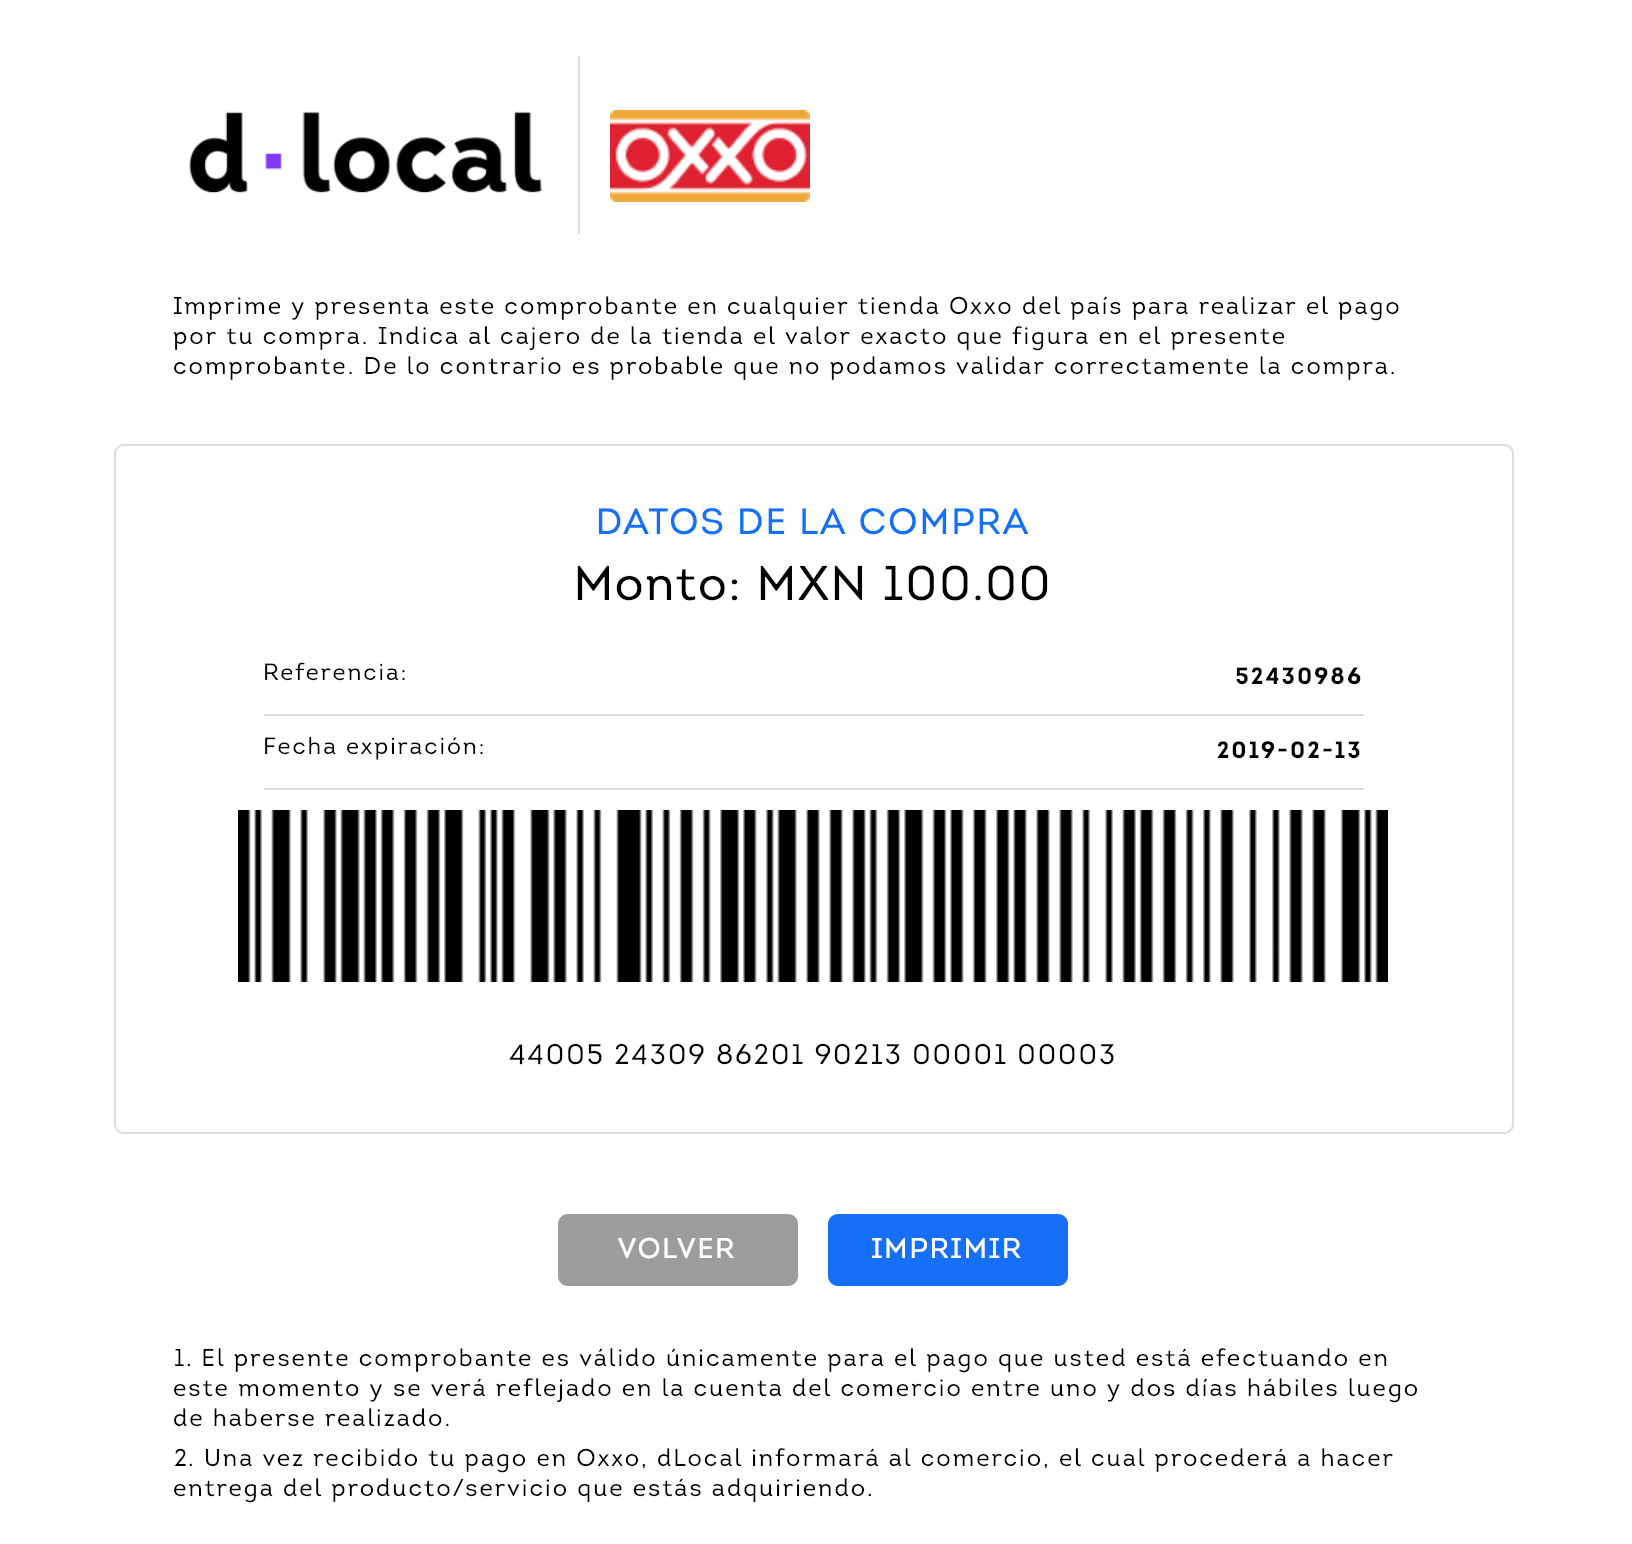 d·local
OXXO
Imprime y presenta este comprobante en cualquier tienda Oxxo del país para realizar el pago
por tu compra. Indica al cajero de la tienda el valor exacto que figura en el presente
comprobante. De lo contrario es probable que no podamos validar correctamente la compra.
DATOS DE LA COMPRA
Monto: MXN 100.00
Referencia: 52430986
Fecha expiración: 2019-02-13
44005 24309 86201 90213 00001 00003
VOLVER IMPRIMIR
1. El presente comprobante es válido únicamente para el pago que usted está efectuando en
este momento y se verá reflejado en la cuenta del comercio entre uno y dos días hábiles luego
de haberse realizado.
2. Una vez recibido tu pago en Oxxo, dLocal informará al comercio, el cual procederá a hacer
entrega del producto/servicio que estás adquiriendo.